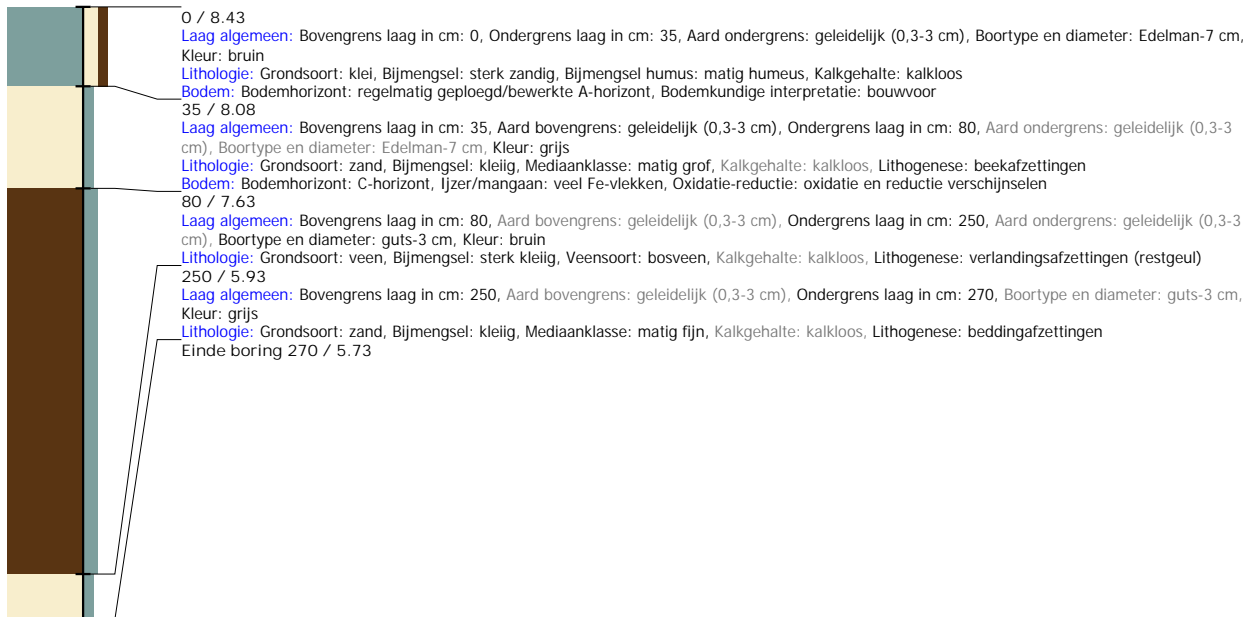 0 / 8.43
Laag algemeen: Bovengrens laag in cm: 0, Ondergrens laag in cm: 35, Aard ondergrens: geleidelijk (0,3-3 cm), Boortype en diameter: Edelman-7 cm,
Kleur: bruin
Lithologie: Grondsoort: klei, Bijmengsel: sterk zandig, Bijmengsel humus: matig humeus, Kalkgehalte: kalkloos
Bodem: Bodemhorizont: regelmatig geploegd/bewerkte A-horizont, Bodemkundige interpretatie: bouwvoor
35 / 8.08
Laag algemeen: Bovengrens laag in cm: 35, Aard bovengrens: geleidelijk (0,3-3 cm), Ondergrens laag in cm: 80, Aard ondergrens: geleidelijk (0,3-3
cm), Boortype en diameter: Edelman-7 cm, Kleur: grijs
Lithologie: Grondsoort: zand, Bijmengsel: kleiig, Mediaanklasse: matig grof, Kalkgehalte: kalkloos, Lithogenese: beekafzettingen
Bodem: Bodemhorizont: C-horizont, Ijzer/mangaan: veel Fe-vlekken, Oxidatie-reductie: oxidatie en reductie verschijnselen
80 / 7.63
Laag algemeen: Bovengrens laag in cm: 80, Aard bovengrens: geleidelijk (0,3-3 cm), Ondergrens laag in cm: 250, Aard ondergrens: geleidelijk (0,3-3
cm), Boortype en diameter: guts-3 cm, Kleur: bruin
Lithologie: Grondsoort: veen, Bijmengsel: sterk kleiig, Veensoort: bosveen, Kalkgehalte: kalkloos, Lithogenese: verlandingsafzettingen (restgeul)
250 / 5.93
Laag algemeen: Bovengrens laag in cm: 250, Aard bovengrens: geleidelijk (0,3-3 cm), Ondergrens laag in cm: 270, Boortype en diameter: guts-3 cm,
Kleur: grijs
Lithologie: Grondsoort: zand, Bijmengsel: kleiig, Mediaanklasse: matig fijn, Kalkgehalte: kalkloos, Lithogenese: beddingafzettingen
Einde boring 270 / 5.73